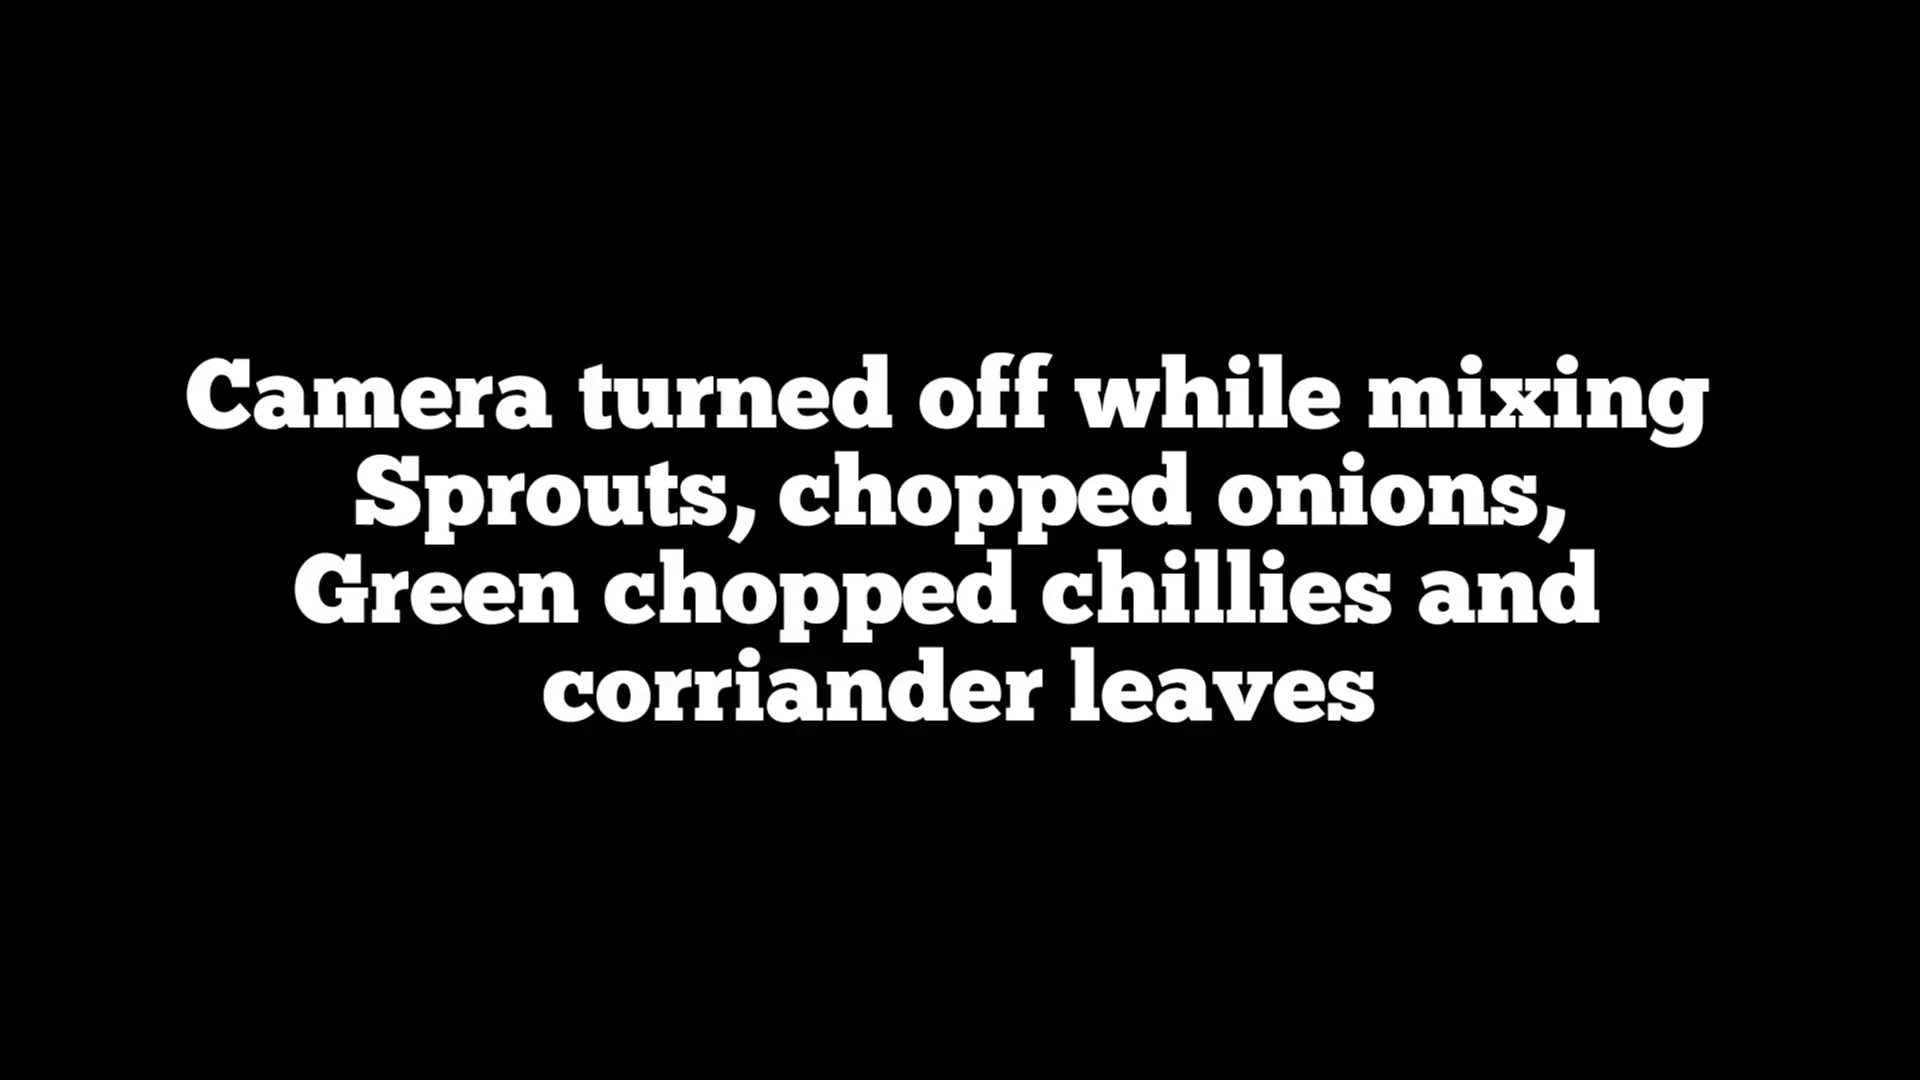 Camera turned off while mixing
Sprouts, chopped onions,
Green chopped chillies and
corriander leaves